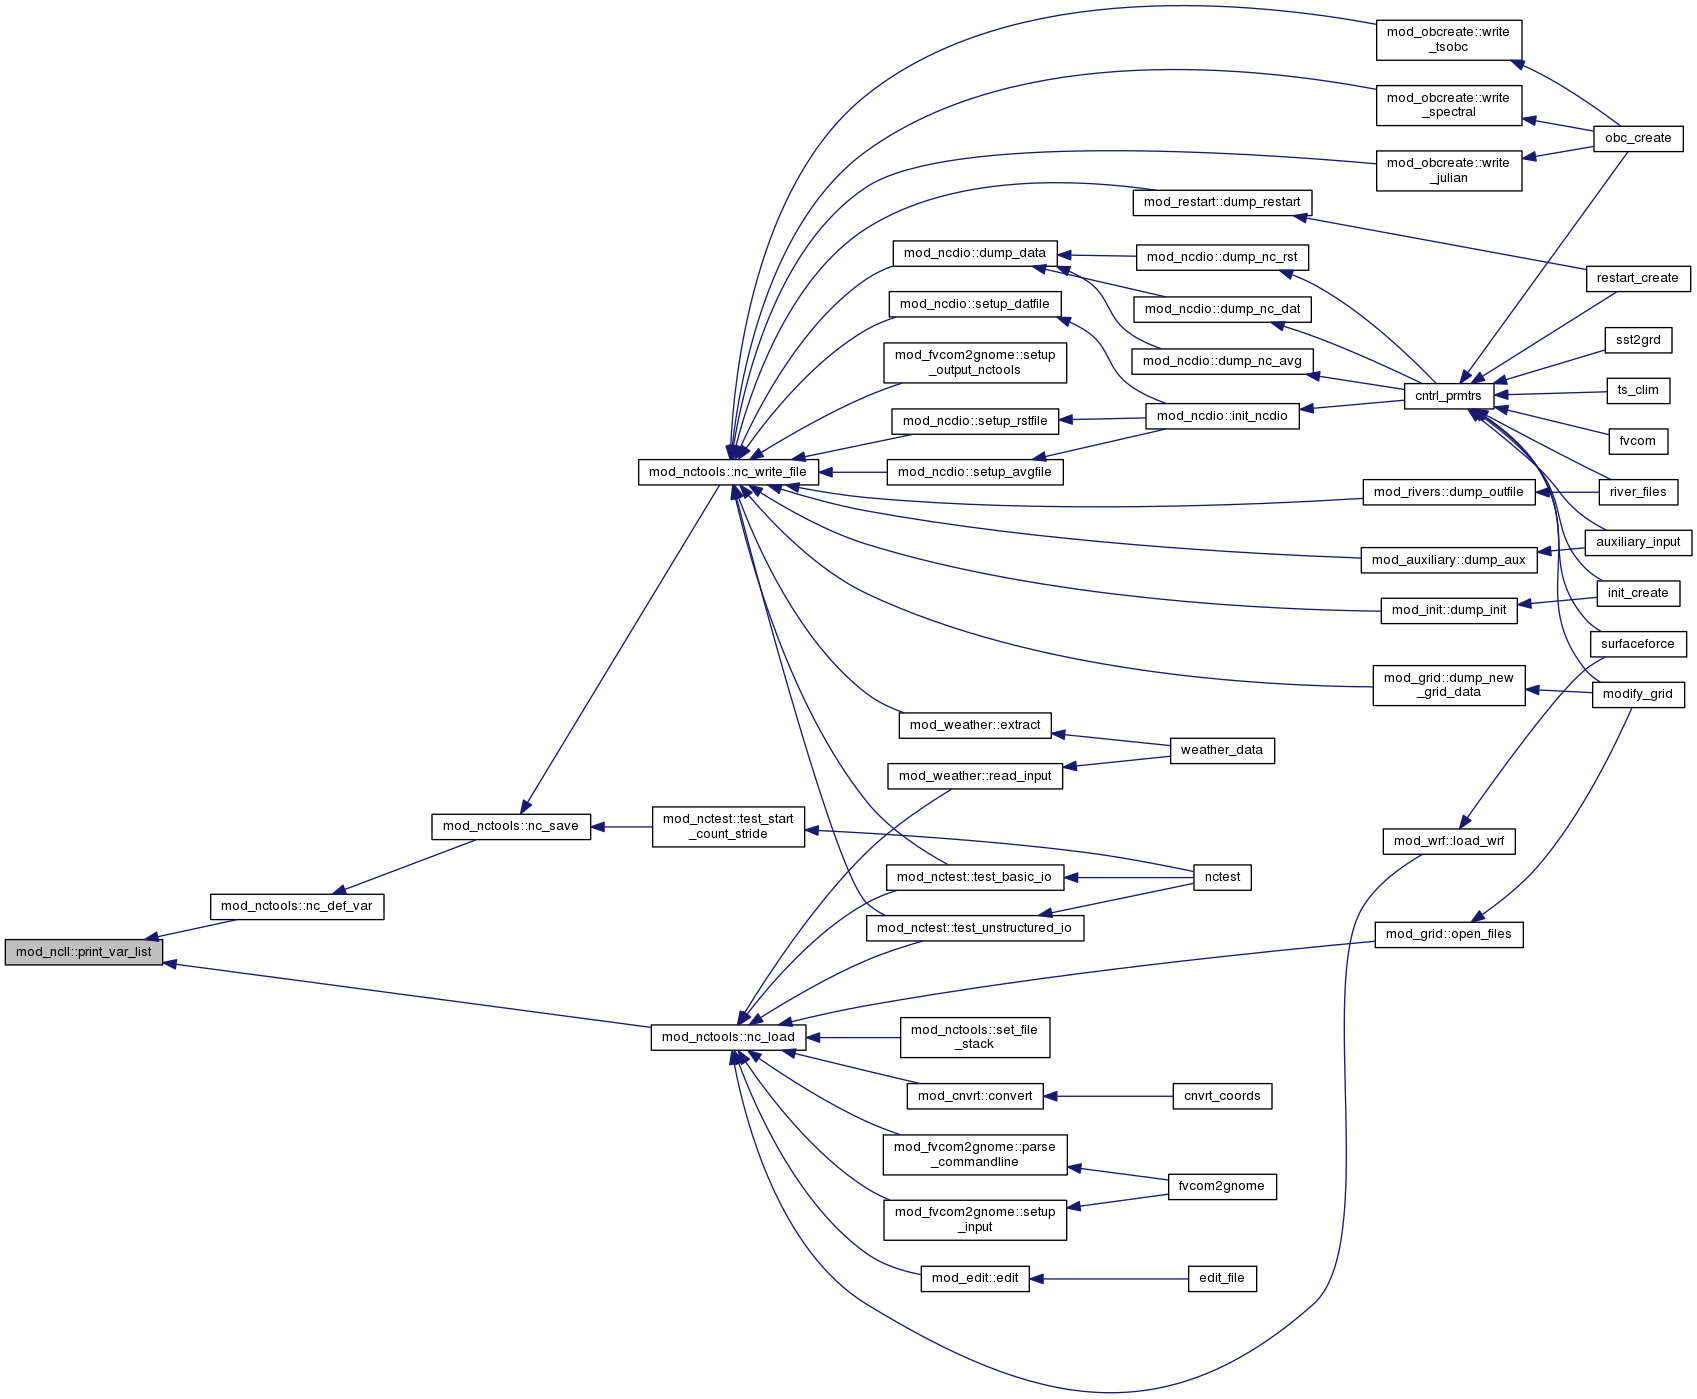 mod_obcreate::write
_tsobc
mod_obcreate::write
_spectral
obc_create
mod_obcreate::write
_julian
mod_restart::dump_restart
mod_ncdio::dump_data
mod_ncdio::dump_nc_rst
restart_create
mod_ncdio::setup_datfile
mod_ncdio::dump_nc_dat
sst2grd
mod_fvcom2gnome::setup
_output_nctools
mod_ncdio::dump_nc_avg
ts_clim
cntrl_prmtrs
mod_ncdio::setup_rstfile
mod_ncdio::init_ncdio
fvcom
mod_nctools::nc_write_file
mod_ncdio::setup_avgfile
mod_rivers::dump_outfile
river_files
auxiliary_input
mod_auxiliary::dump_aux
init_create
mod_init::dump_init
surfaceforce
mod_grid::dump_new
_grid_data
modify_grid
mod_weather::extract
weather_data
mod_weather::read_input
mod_nctools::nc_save
mod_nctest::test_start
_count_stride
mod_wrf::load_wrf
mod_nctest::test_basic_io
nctest
mod_nctools::nc_def_var
mod_nctest::test_unstructured_io
mod_grid::open_files
mod_ncll::print_var_list
mod_nctools::nc_load
mod_nctools::set_file
_stack
mod_cnvrt::convert
cnvrt_coords
mod_fvcom2gnome::parse
_commandline
fvcom2gnome
mod_fvcom2gnome::setup
_input
mod_edit::edit
edit_file